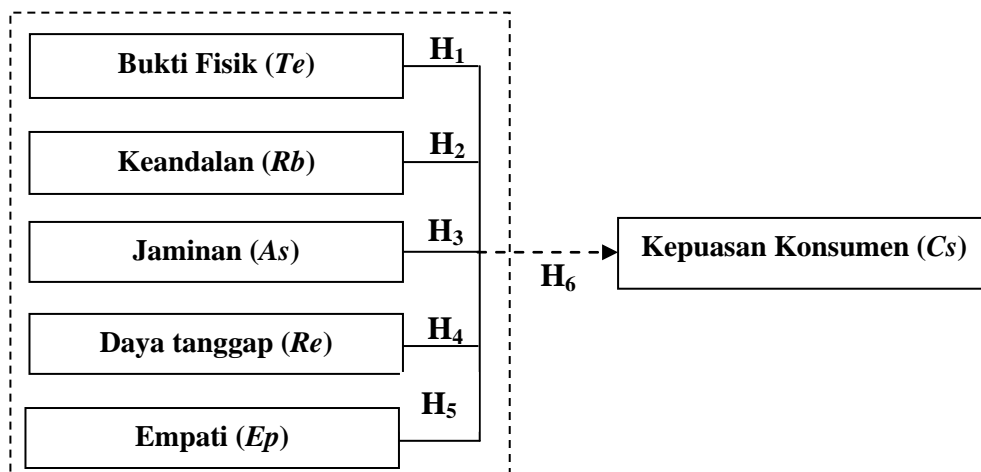 Bukti Fisik (Te)
H1
Keandalan (Rb)
H2
Jaminan (As)
H3
Kepuasan Konsumen (Cs)
H6
Daya tanggap (Re)
H4
Empati (Ep)
H5